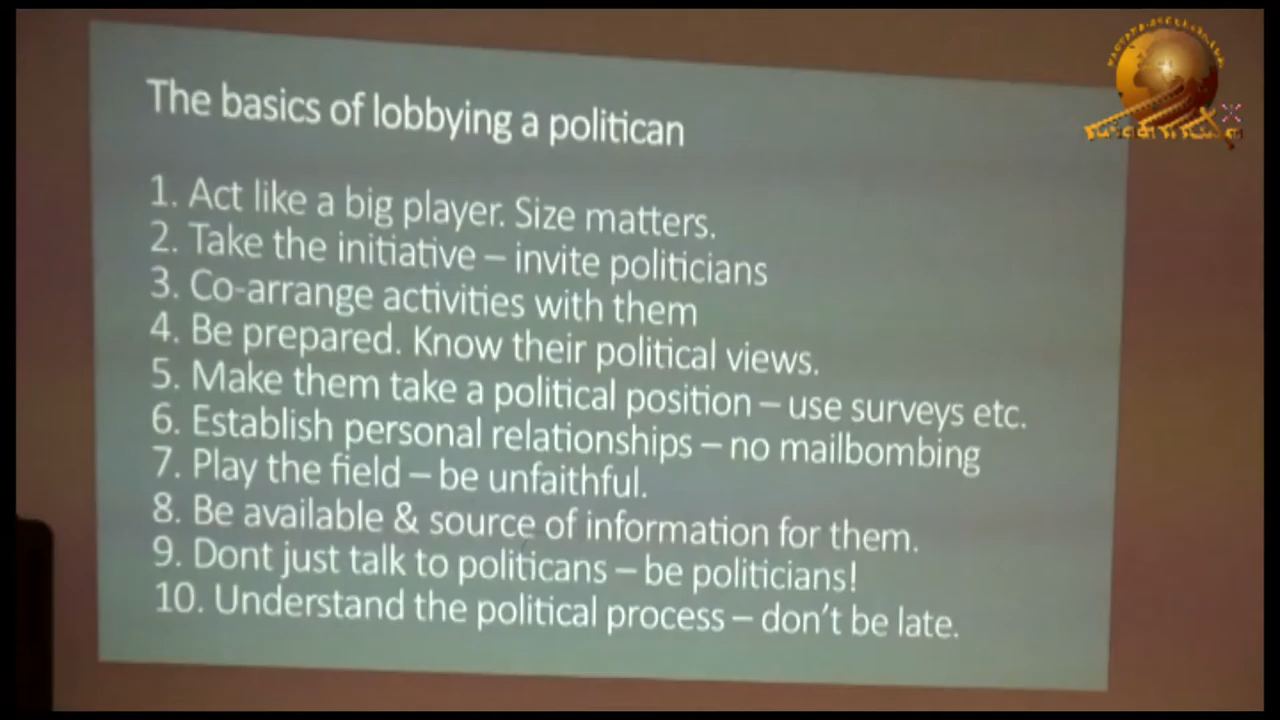 The basics of lobbying a politican
1. Act like a big player. Size matters.
2. Take the initiative – invite politicians
3. Co-arrange activities with them
4. Be prepared. Know their political views.
5. Make them take a political position – use surveys etc.
6. Establish personal relationships – no mailbombing
7. Play the field – be unfaithful.
8. Be available & source of information for them.
9. Dont just talk to politicans – be politicians!
10. Understand the political process – don't be late.